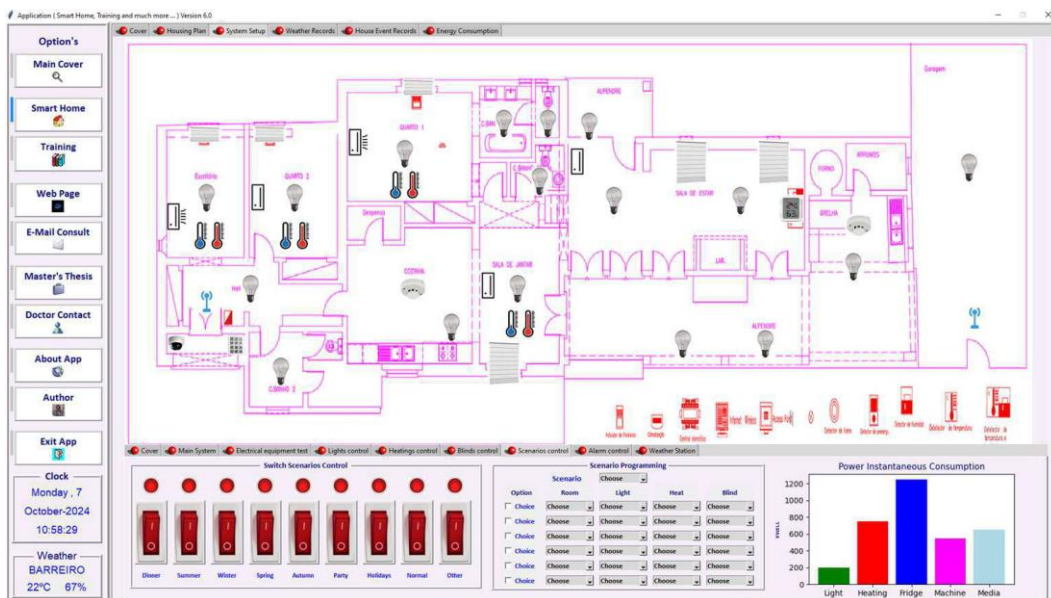 Application ( Smart Home, Training and much more ... ) Version 6.0
Option's
Main Cover
Smart Home
Training
Web Page
E-Mail Consult
Master's Thesis
Doctor Contact
About App
Author
Exit App
Clock
Monday , 7
October-2024
10:58:29
Weather
BARREIRO
22ºC 67%
Cover Housing Plan System Setup Weather Records House Event Records Energy Consumption
Garagem
ALPENDRE
QUARTO 1
C.BANHO
Escritório
QUARTO 2
SALA DE ESTAR
FORNO
ARRUMOS
Despensa
GRELHA
LAR.
Hall
COZINHA
SALA DE JANTAR
ALPENDRE
C.BANHO 2
Cover Main System Electrical equipment test Lights control Heatings control Blinds control Scenarios control Alarm control Weather Station
Switch Scenarios Control
Dinner Summer Winter Spring Autumn Party Holidays Normal Other
Scenario Programming
Scenario Choose
Option Room Light Heat Blind
Choice Choose Choose Choose Choose
Choice Choose Choose Choose Choose
Choice Choose Choose Choose Choose
Choice Choose Choose Choose Choose
Choice Choose Choose Choose Choose
Choice Choose Choose Choose Choose
Power Instantaneous Consumption
1200
1000
800
600
400
200
0
Light Heating Fridge Machine Media